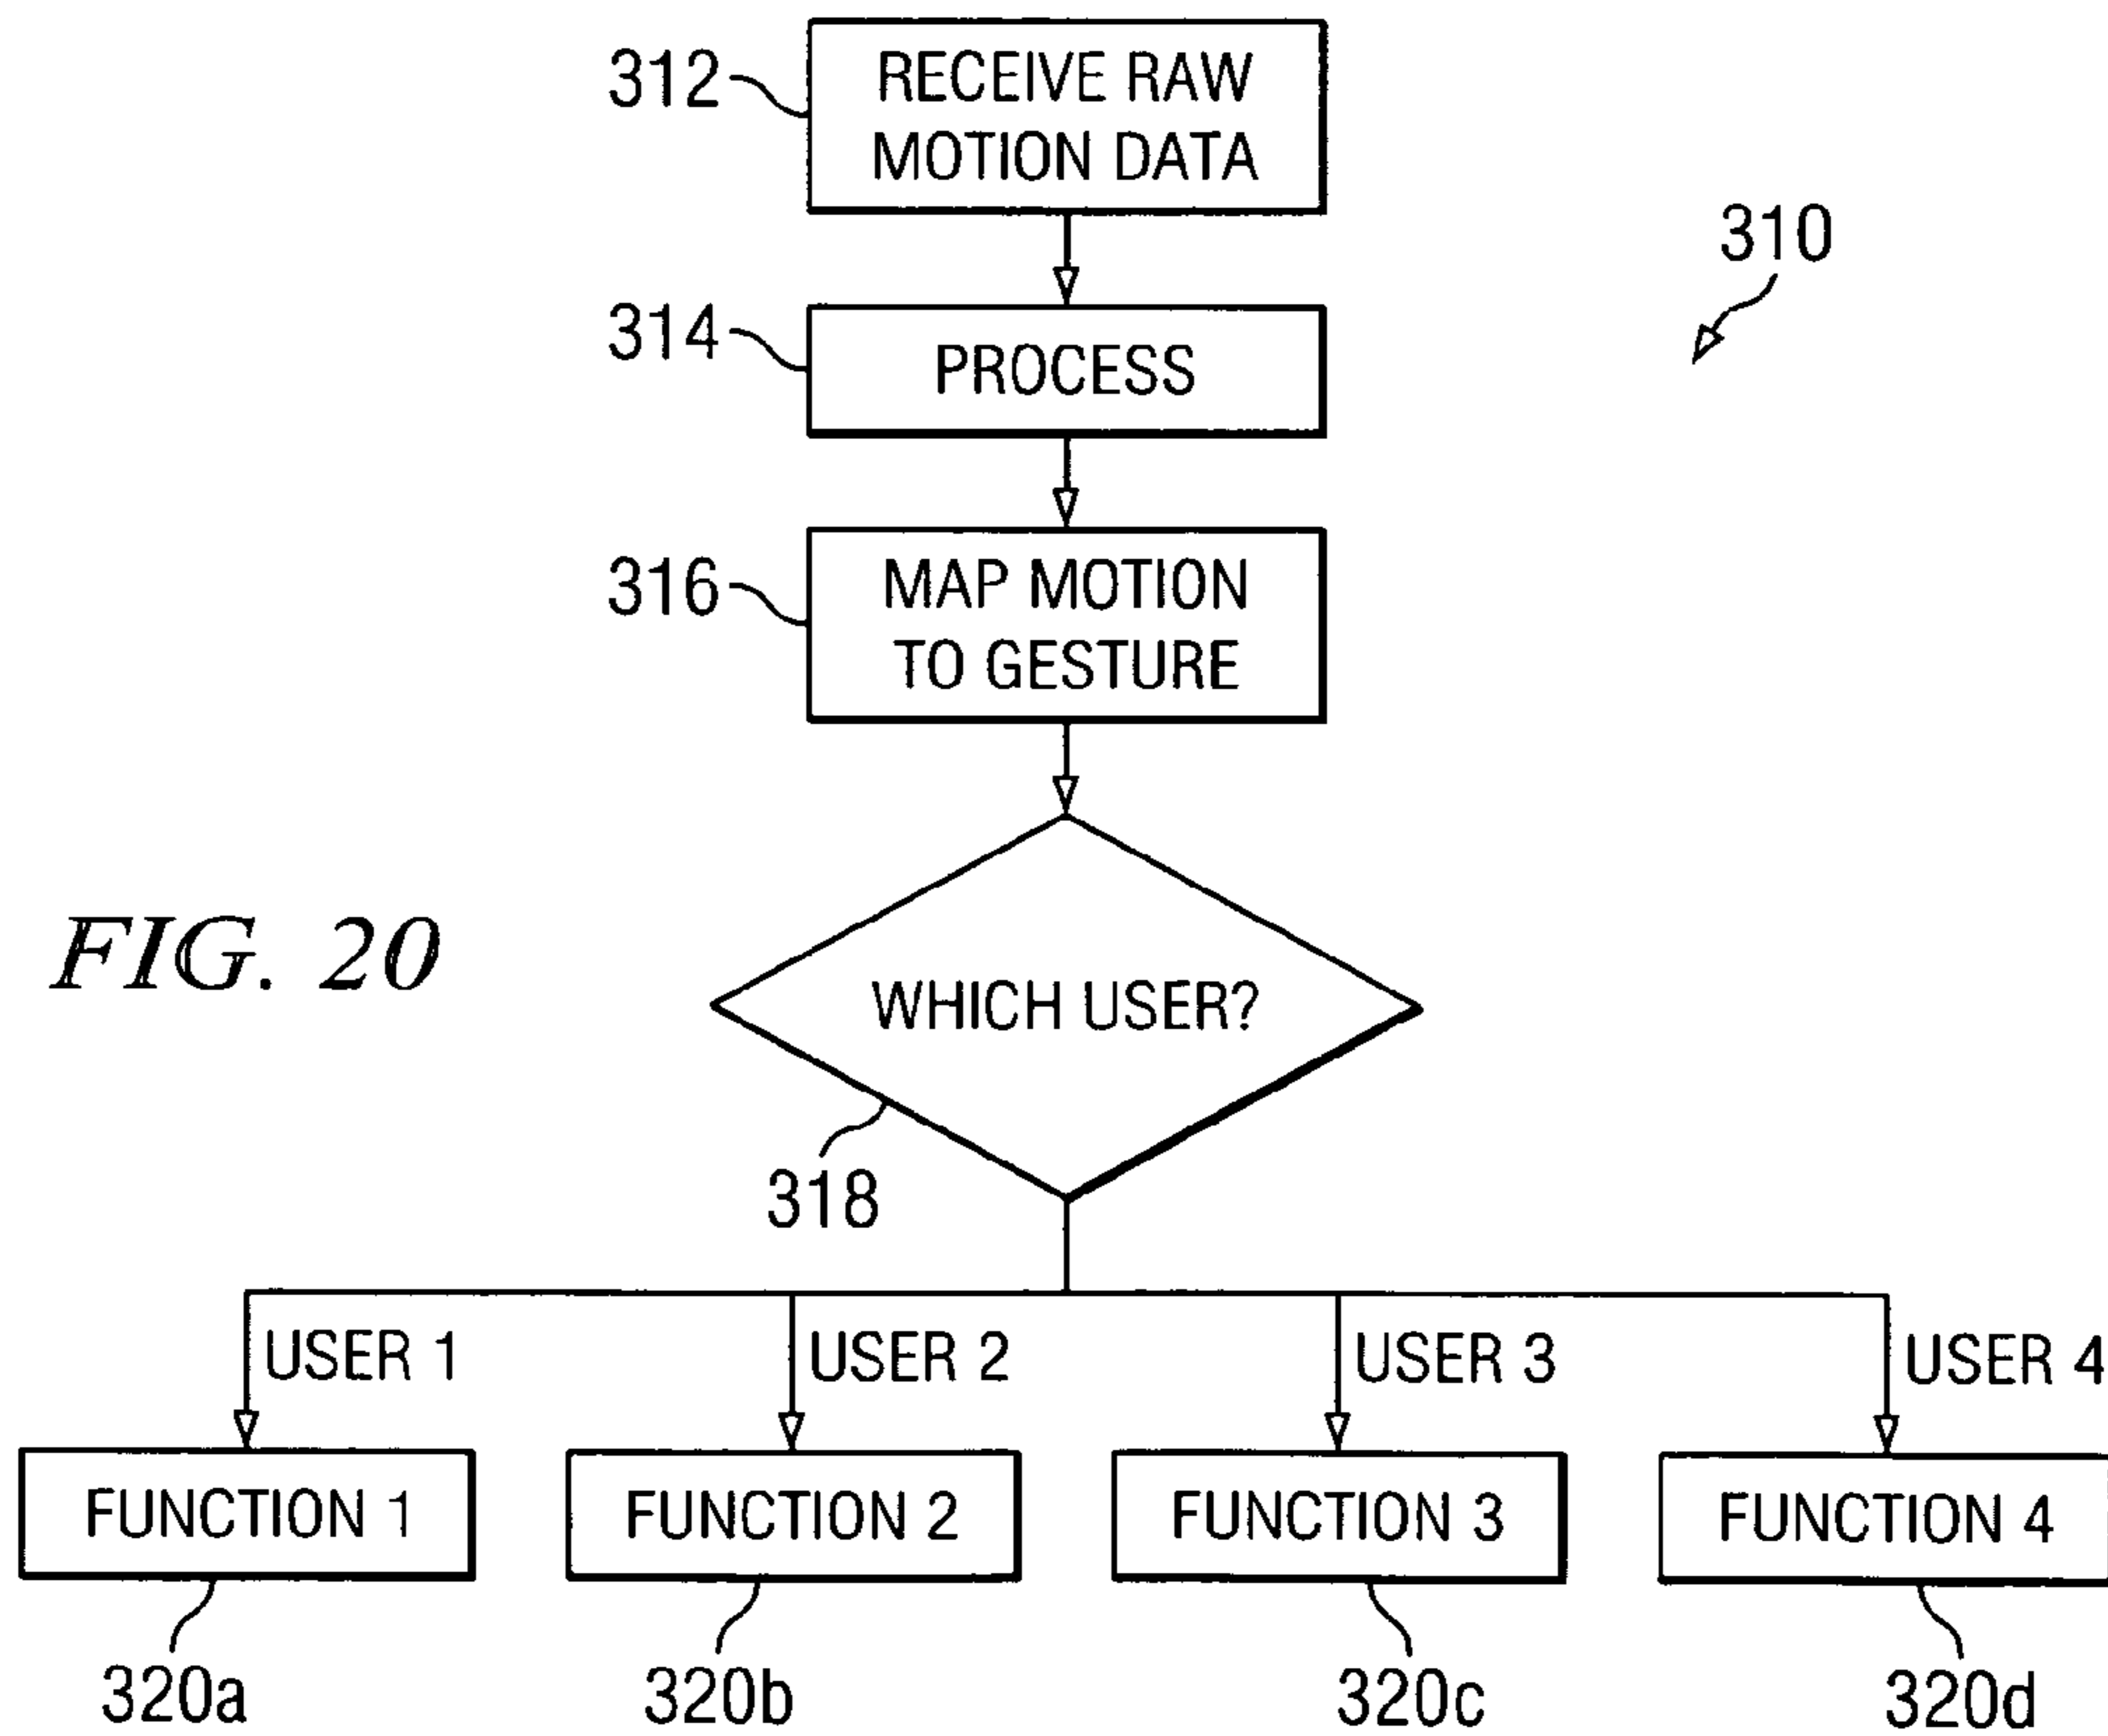 312
RECEIVE RAW
MOTION DATA
310
314
PROCESS
316
MAP MOTION
TO GESTURE
FIG. 20
WHICH USER?
318
USER 1
USER 2
USER 3
USER 4
FUNCTION 1
FUNCTION 2
FUNCTION 3
FUNCTION 4
320a
320b
320c
320d